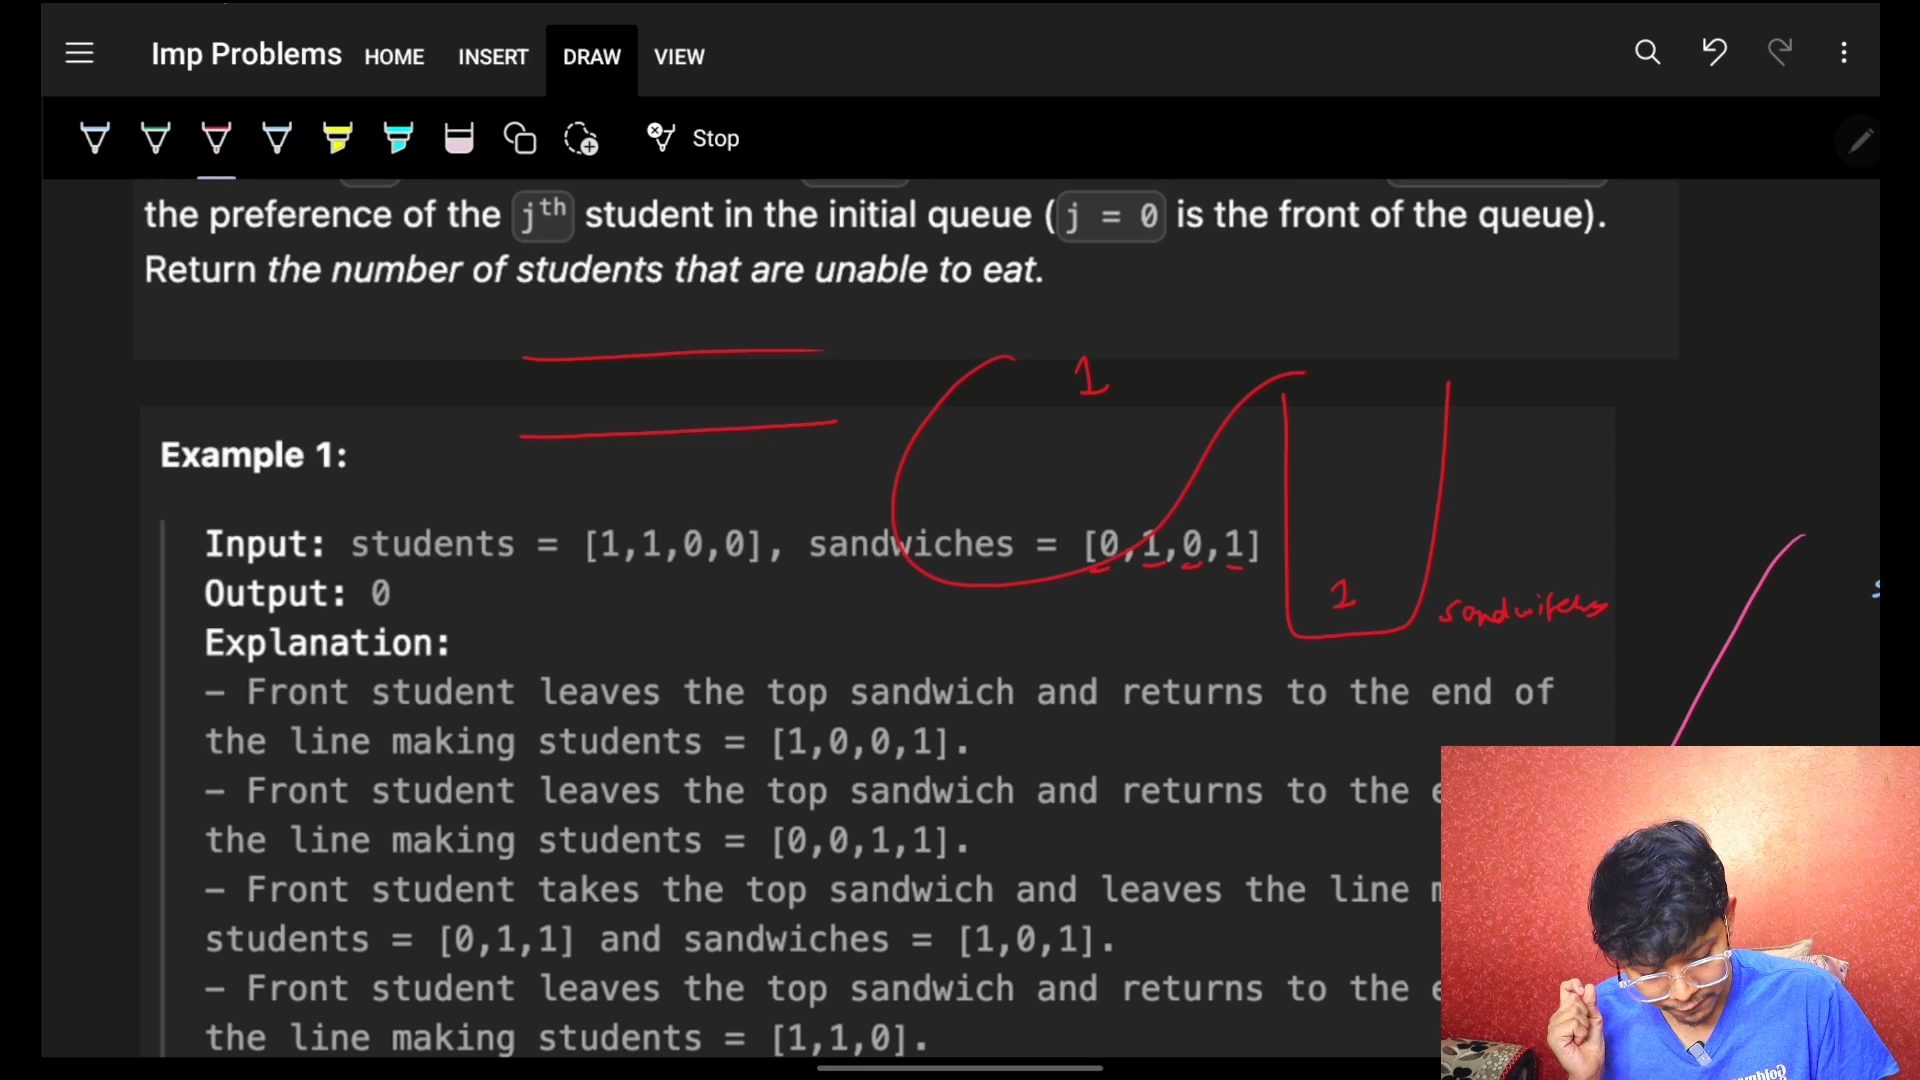 Imp Problems HOME INSERT DRAW VIEW
Stop
the preference of the jth student in the initial queue ( j = 0 is the front of the queue).
Return the number of students that are unable to eat.
1
Example 1:
Input: students = [1,1,0,0], sandwiches = [0,1,0,1]
Output: 0
1
Explanation:
– Front student leaves the top sandwich and returns to the end of
the line making students = [1,0,0,1].
– Front student leaves the top sandwich and returns to the
the line making students = [0,0,1,1].
– Front student takes the top sandwich and leaves the line
students = [0,1,1] and sandwiches = [1,0,1].
– Front student leaves the top sandwich and returns to the
the line making students = [1,1,0].